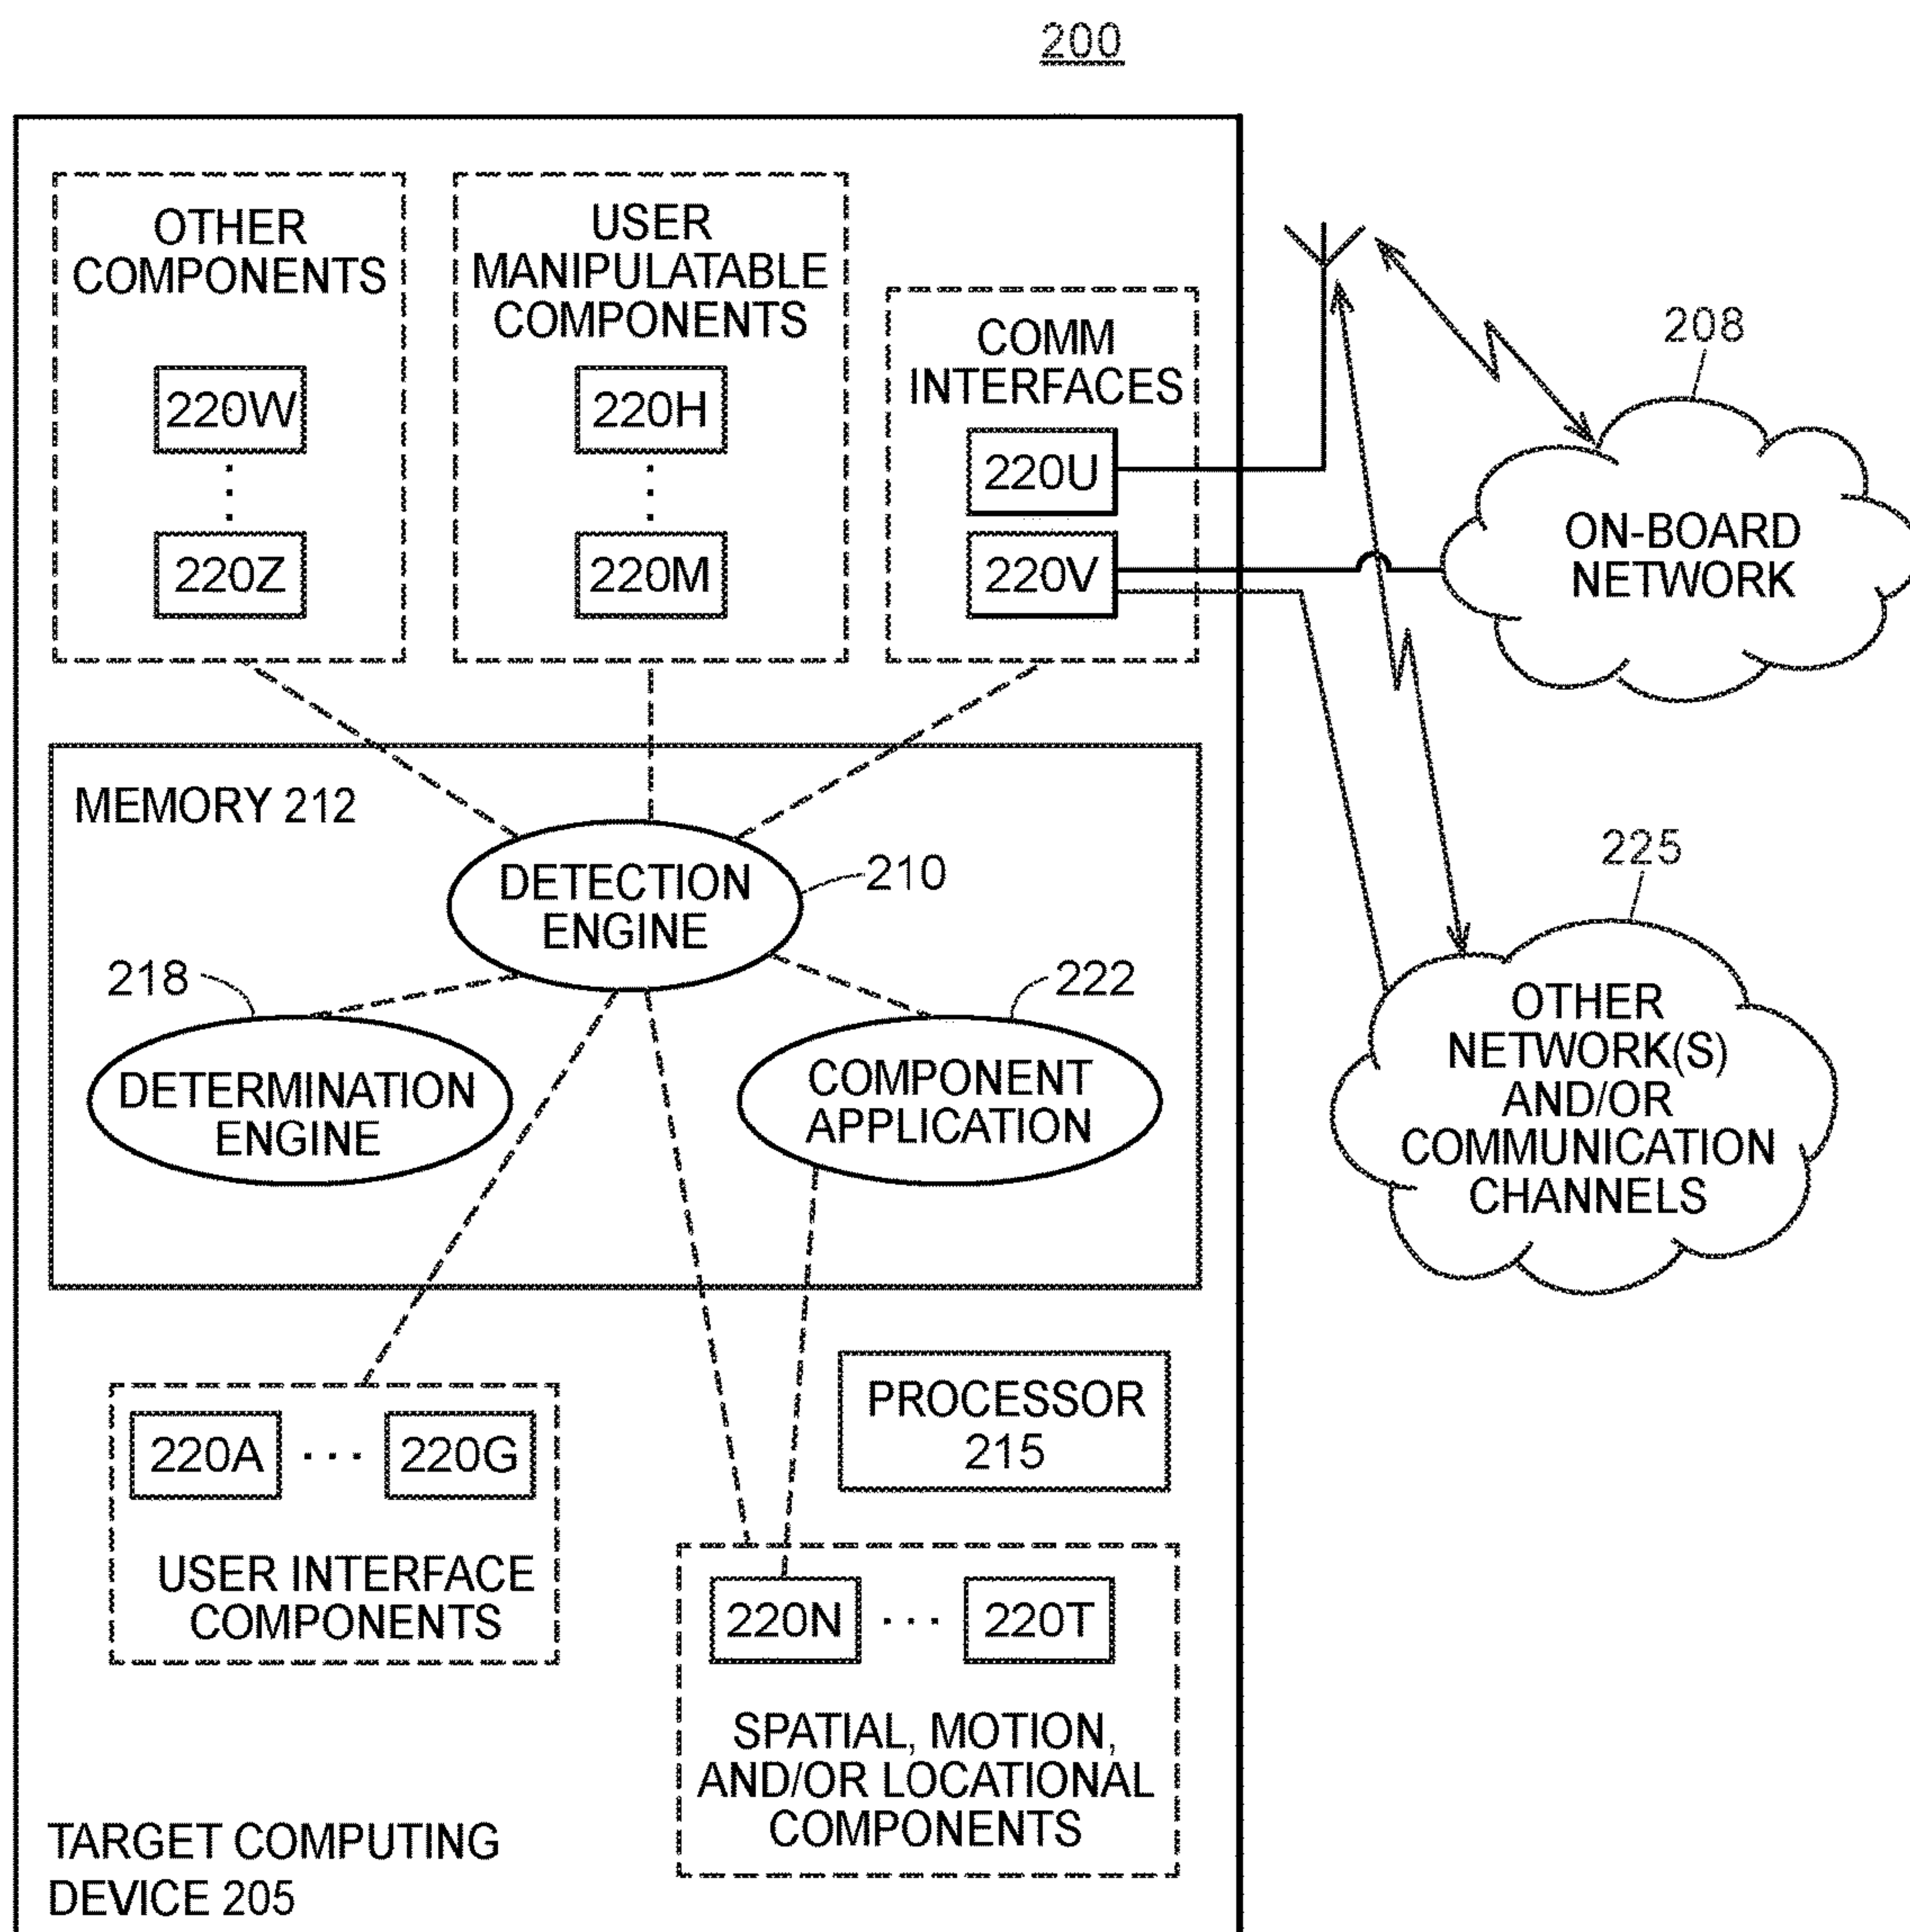 200
OTHER
COMPONENTS
220W
220Z
USER
MANIPULATABLE
COMPONENTS
220H
220M
COMM
INTERFACES
220U
220V
208
ON-BOARD
NETWORK
MEMORY 212
DETECTION
ENGINE
210
218
DETERMINATION
ENGINE
222
COMPONENT
APPLICATION
225
OTHER
NETWORK(S)
AND/OR
COMMUNICATION
CHANNELS
PROCESSOR
215
220A ... 220G
USER INTERFACE
COMPONENTS
220N ... 220T
SPATIAL, MOTION,
AND/OR LOCATIONAL
COMPONENTS
TARGET COMPUTING
DEVICE 205